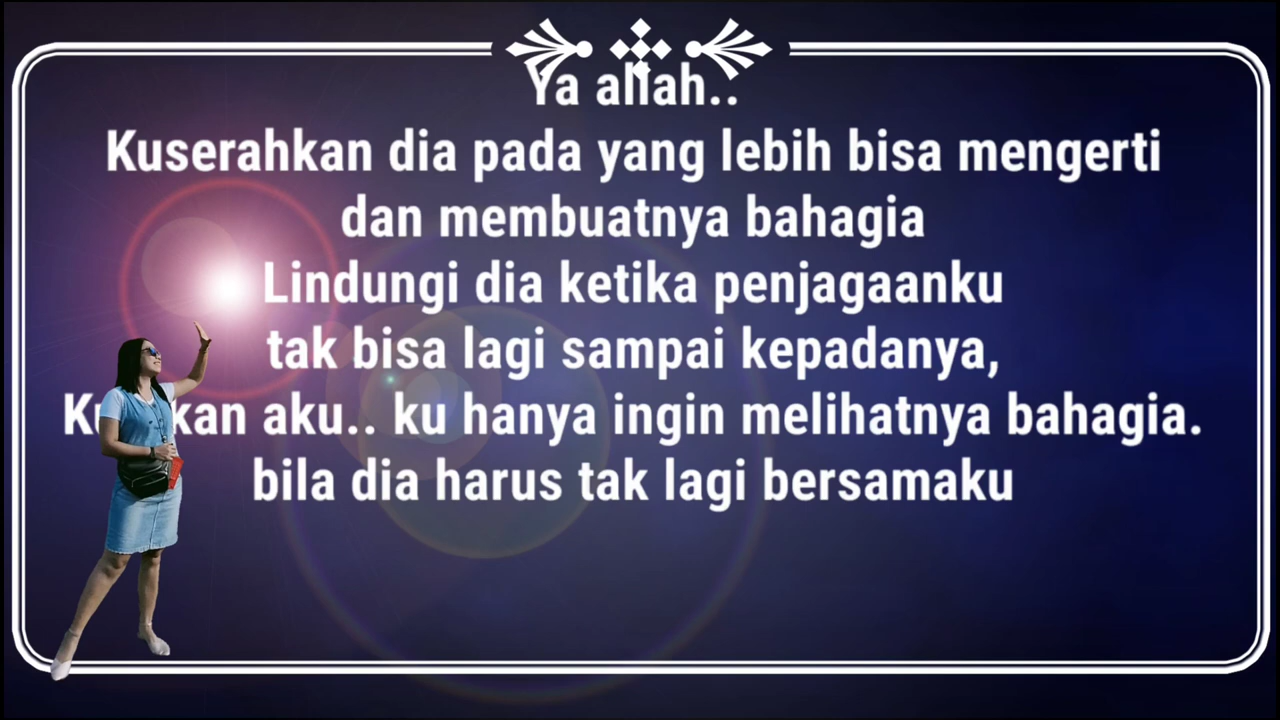 Ya allah..
Kuserahkan dia pada yang lebih bisa mengerti
dan membuatnya bahagia
Lindungi dia ketika penjagaanku
tak bisa lagi sampai kepadanya,
aku.. ku hanya ingin melihatnya bahagia.
bila dia harus tak lagi bersamaku